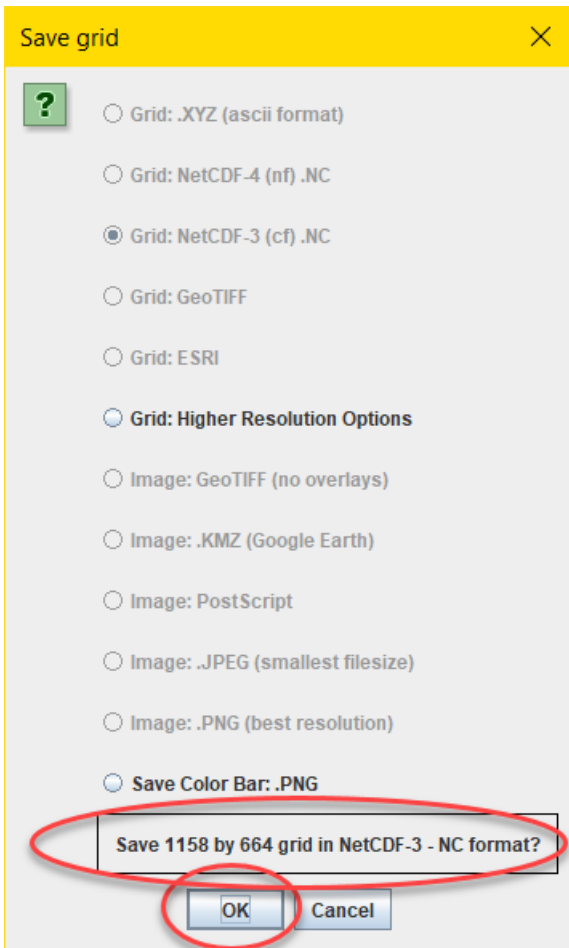 Save grid
?
Grid: .XYZ (ascii format)
Grid: NetCDF-4 (nf) .NC
Grid: NetCDF-3 (cf) .NC
Grid: GeoTIFF
Grid: ESRI
Grid: Higher Resolution Options
Image: GeoTIFF (no overlays)
Image: .KMZ (Google Earth)
Image: PostScript
Image: .JPEG (smallest filesize)
Image: .PNG (best resolution)
Save Color Bar: .PNG
Save 1158 by 664 grid in NetCDF-3 - NC format?
OK Cancel